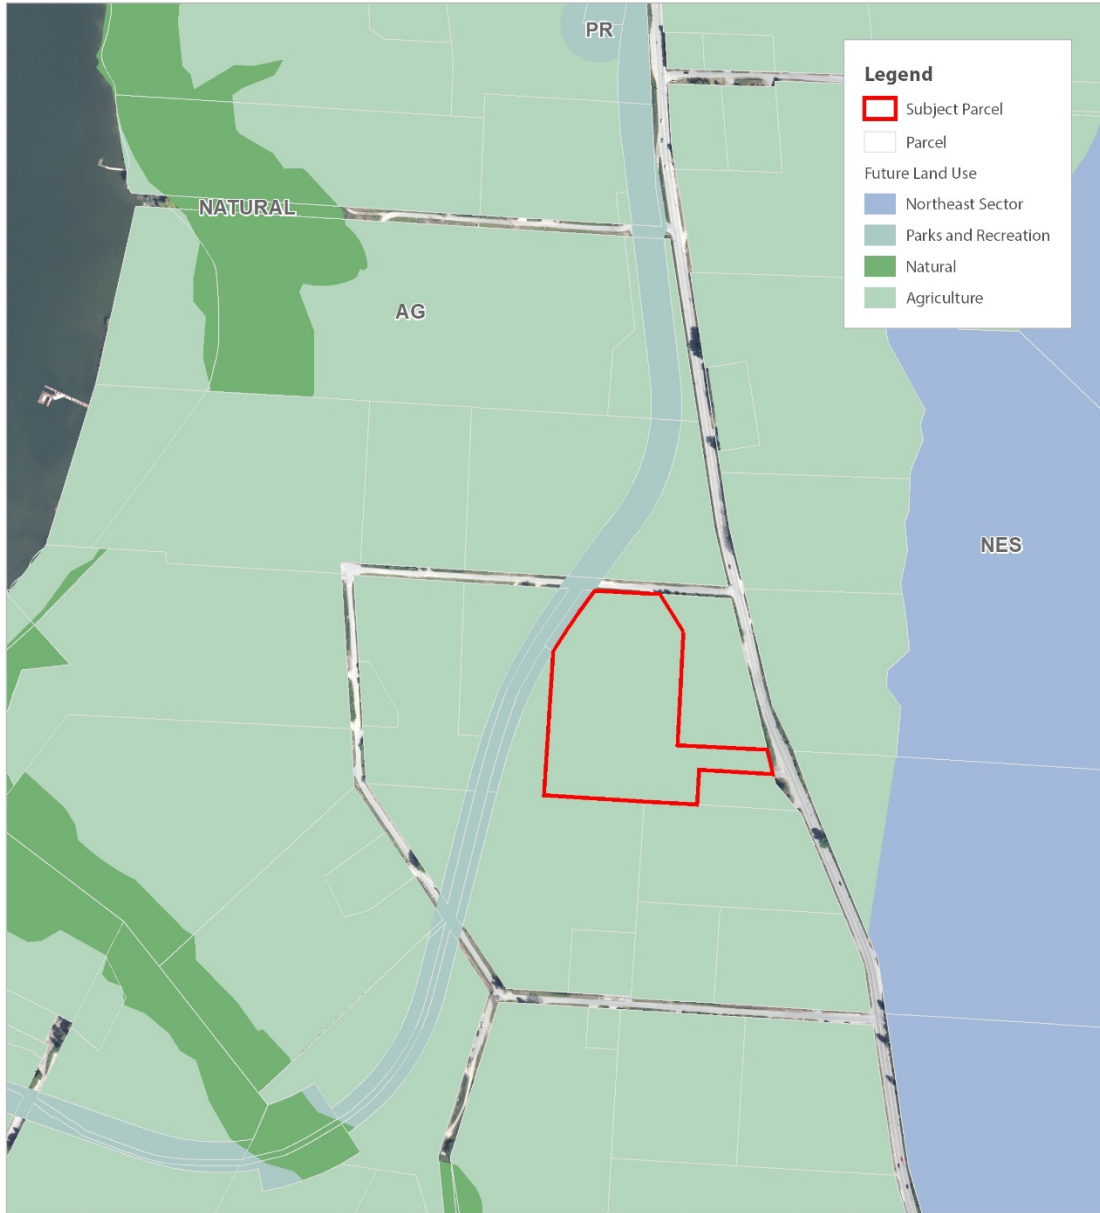 PR
Legend
Subject Parcel
Parcel
Future Land Use
Northeast Sector
Parks and Recreation
Natural
Agriculture
NATURAL
AG
NES